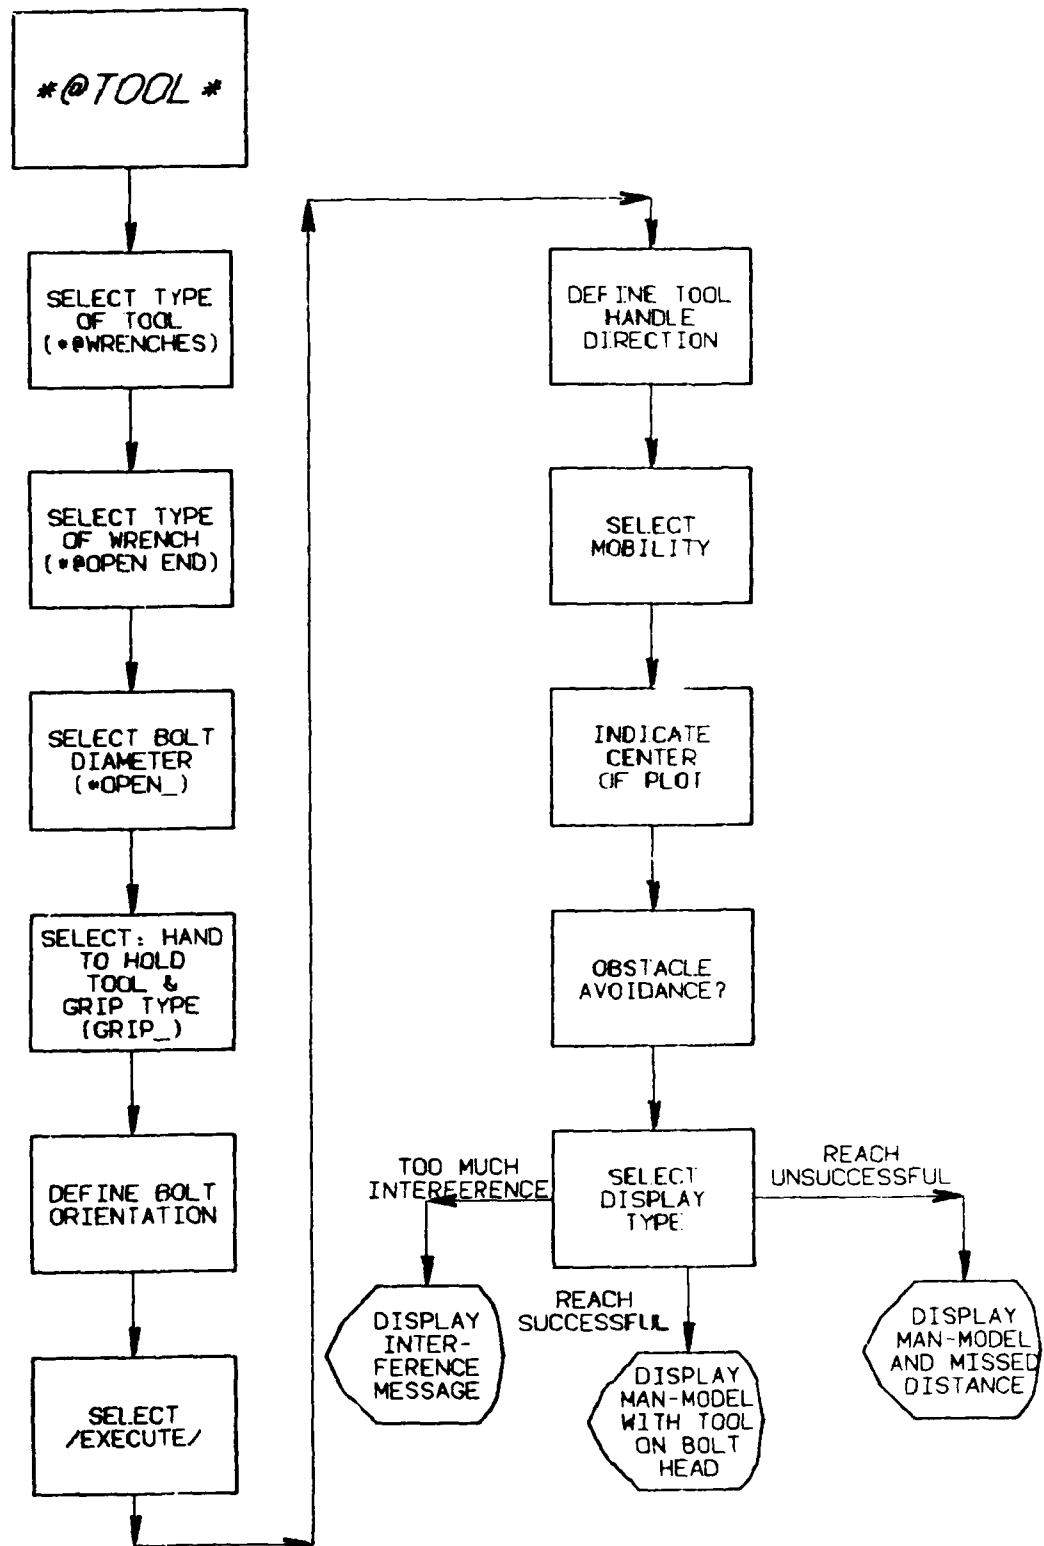 *@TOOL*
SELECT TYPE
OF TOOL
(*@WRENCHES)
SELECT TYPE
OF WRENCH
(*@OPEN END)
SELECT BOLT
DIAMETER
(*OPEN_)
SELECT: HAND
TO HOLD
TOOL &
GRIP TYPE
(GRIP_)
DEFINE BOLT
ORIENTATION
SELECT
/EXECUTE/
DEFINE TOOL
HANDLE
DIRECTION
SELECT
MOBILITY
INDICATE
CENTER
OF PLOT
OBSTACLE
AVOIDANCE?
SELECT
DISPLAY
TYPE
TOO MUCH
INTERFERENCE
DISPLAY
INTER-
FERENCE
MESSAGE
REACH
SUCCESSFUL
DISPLAY
MAN-MODEL
WITH TOOL
ON BOLT
HEAD
REACH
UNSUCCESSFUL
DISPLAY
MAN-MODEL
AND MISSED
DISTANCE